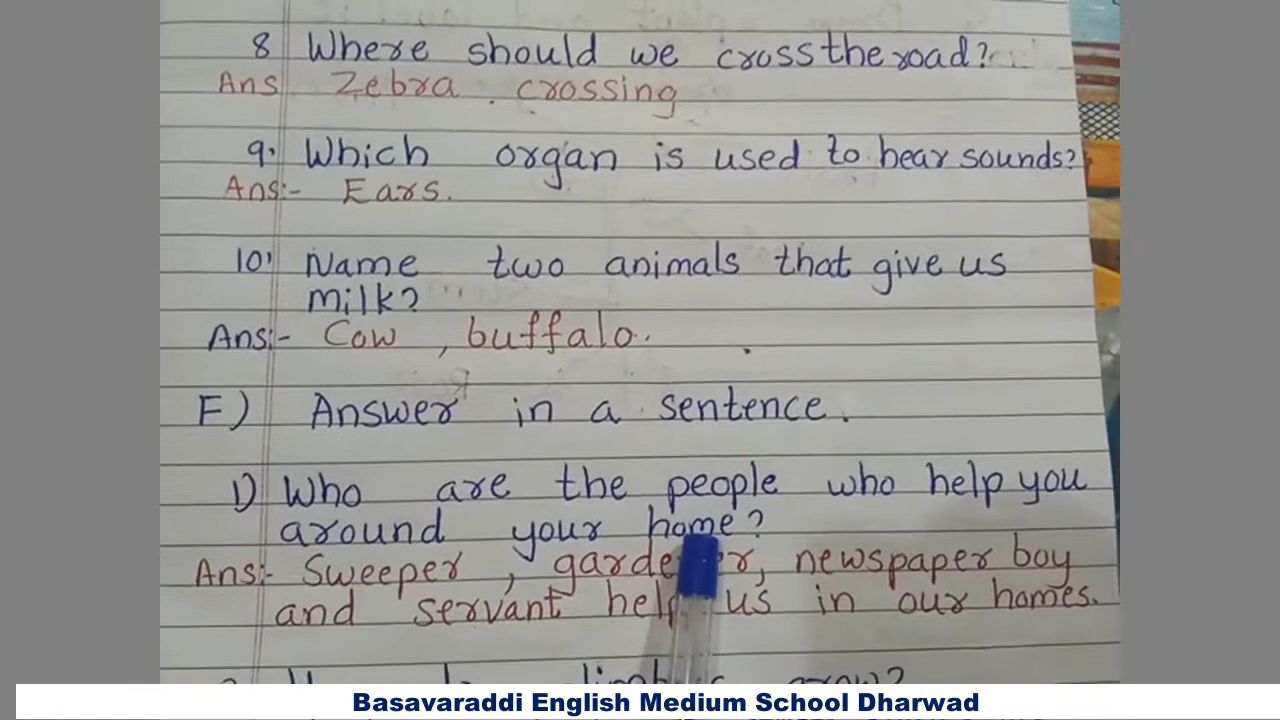 8 Where should we cross the road?
Ans Zebra crossing
9. Which organ is used to hear sounds?
Ans:- Ears.
10) Name two animals that give us
milk?
Ans:- Cow, buffalo.
F) Answer in a sentence.
1) Who are the people who help you
around your home?
Ans:- Sweeper, gardener, newspaper boy
and servant help us in our homes.
Basavaraddi English Medium School Dharwad